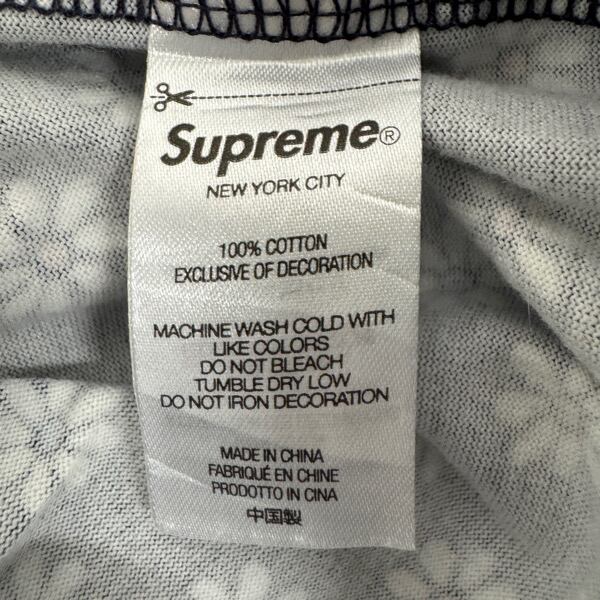 Supreme®
NEW YORK CITY
100% COTTON
EXCLUSIVE OF DECORATION
MACHINE WASH COLD WITH
LIKE COLORS
DO NOT BLEACH
TUMBLE DRY LOW
DO NOT IRON DECORATION
MADE IN CHINA
FABRIQUÉ EN CHINE
PRODOTTO IN CINA
中国製